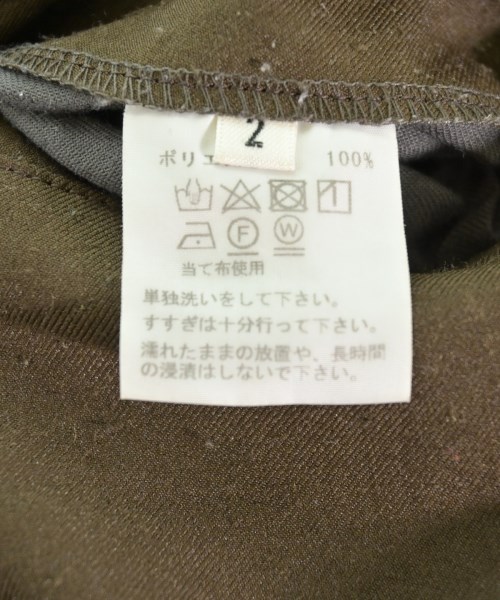 2
ポリエ 100%
F W
当て布使用
単独洗いをして下さい。
すすぎは十分行って下さい。
濡れたままの放置や、長時間
の浸漬はしないで下さい。